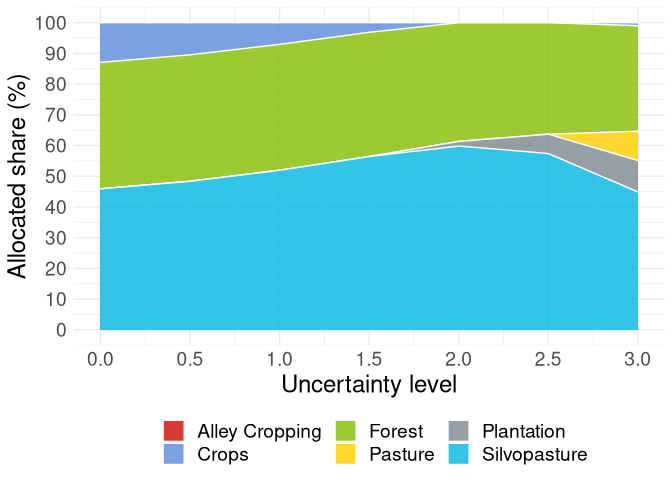 Allocated share (%)
100
90
80
70
60
50
40
30
20
10
0
0.0 0.5 1.0 1.5 2.0 2.5 3.0
Uncertainty level
Alley Cropping Forest Plantation
Crops Pasture Silvopasture